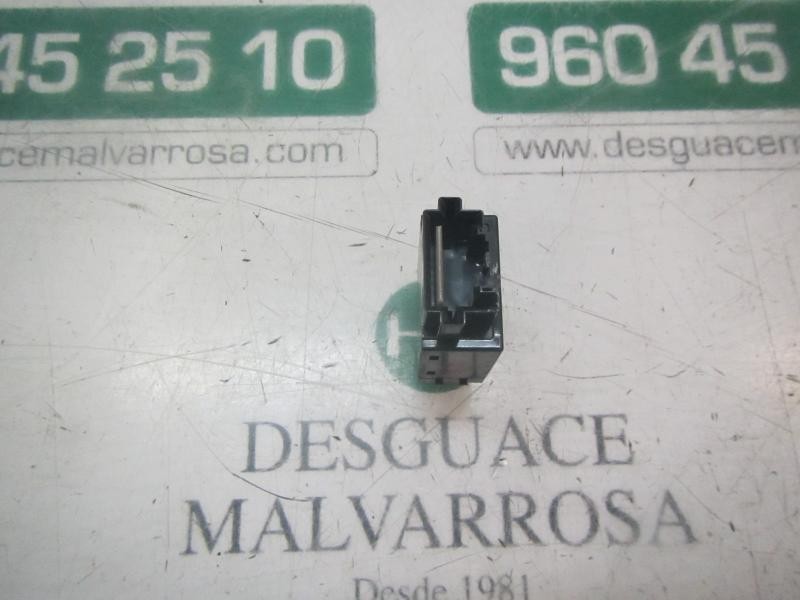 45 25 10
960 45
cemalvarrosa.com
www.desguacem
H
DESGUACE
MALVARROSA
Desde 1981